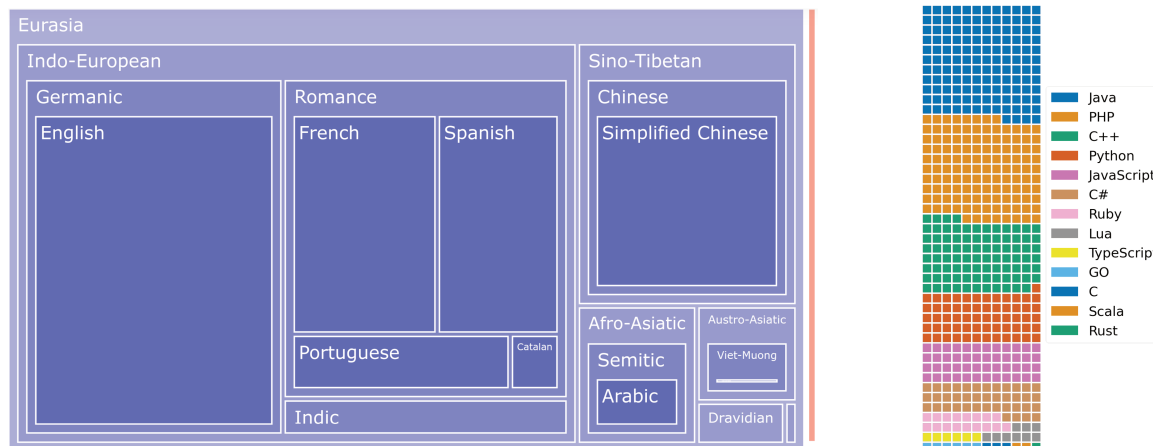 Eurasia
Indo-European
Sino-Tibetan
Germanic
Romance
Chinese
English
French
Spanish
Simplified Chinese
Portuguese
Catalan
Indic
Afro-Asiatic
Semitic
Arabic
Austro-Asiatic
Viet-Muong
Dravidian
Java
PHP
C++
Python
JavaScript
C#
Ruby
Lua
TypeScrip
GO
C
Scala
Rust